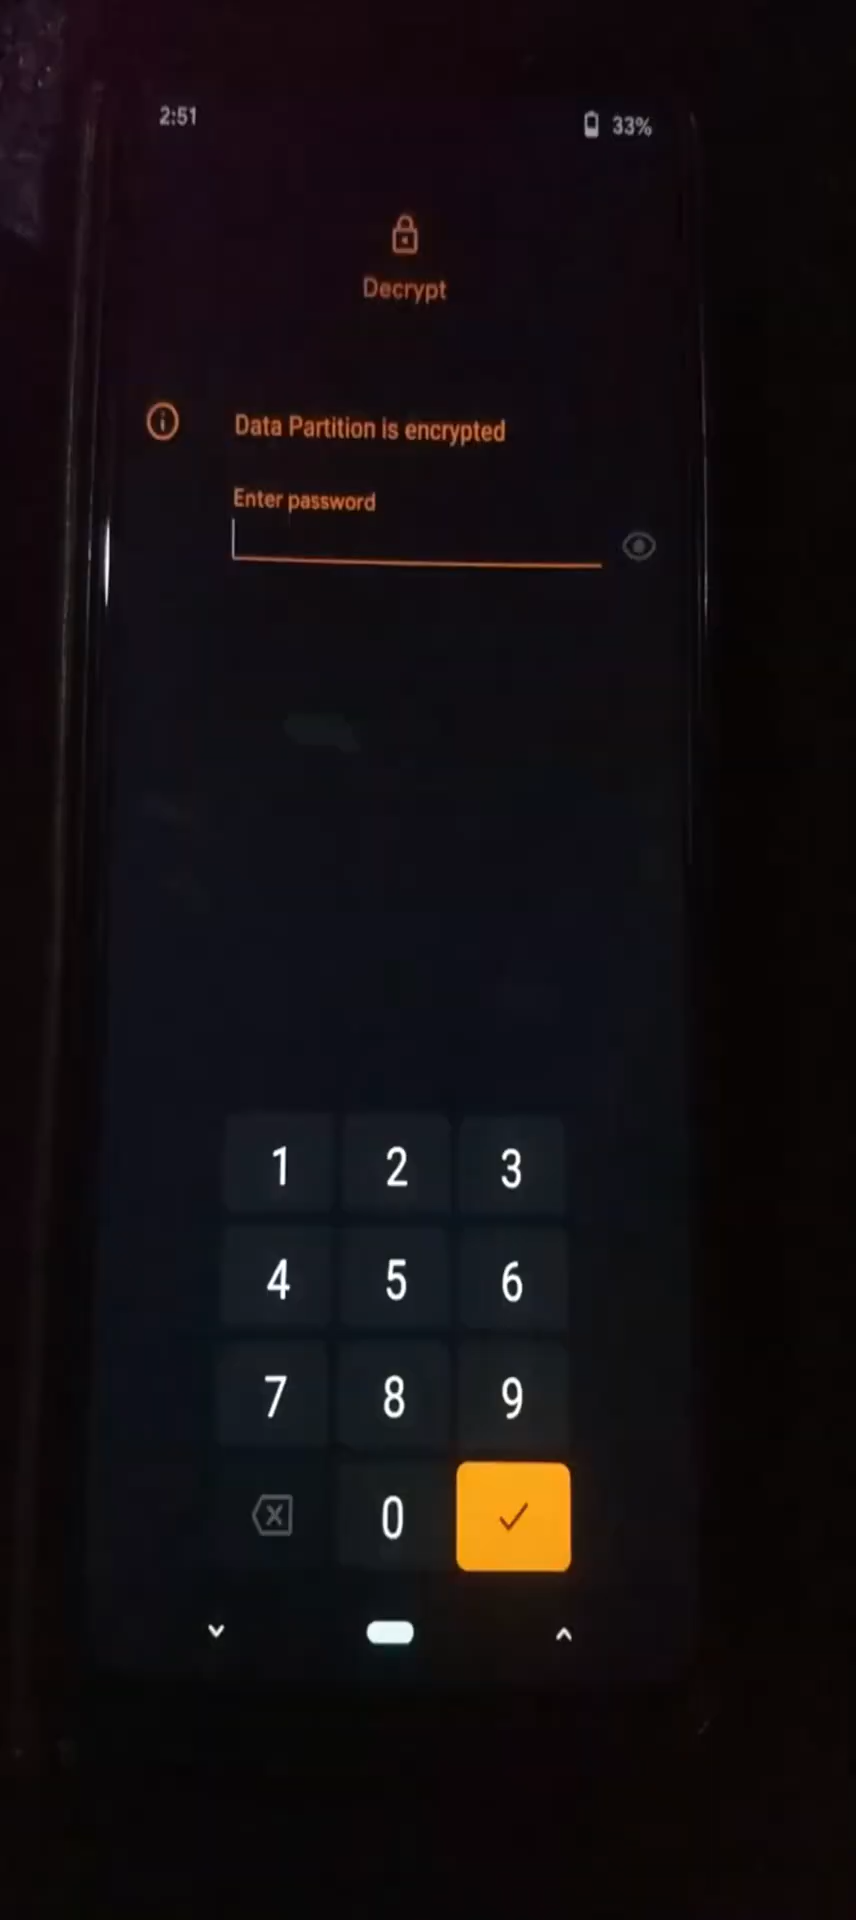 2:51
33%
Decrypt
Data Partition is encrypted
Enter password
1 2 3
4 5 6
7 8 9
0